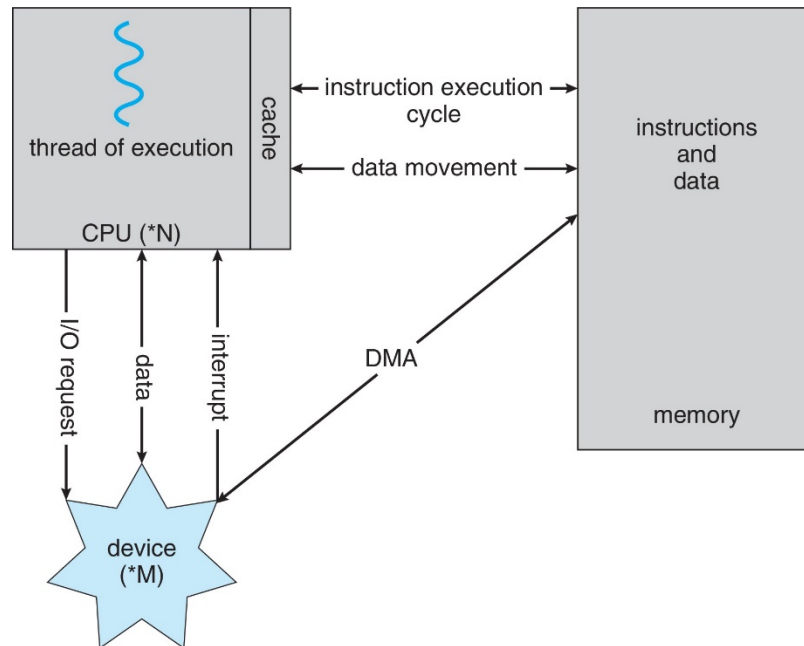 thread of execution
cache
CPU (*N)
instruction execution
cycle
data movement
instructions
and
data
memory
I/O request
data
interrupt
DMA
device
(*M)